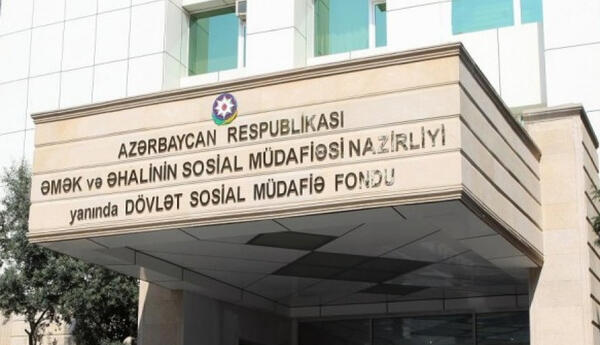 AZƏRBAYCAN RESPUBLİKASI
ƏMƏK və ƏHALİNİN SOSİAL MÜDAFİƏSİ NAZİRLİYİ
yanında DÖVLƏT SOSİAL MÜDAFİƏ FONDU